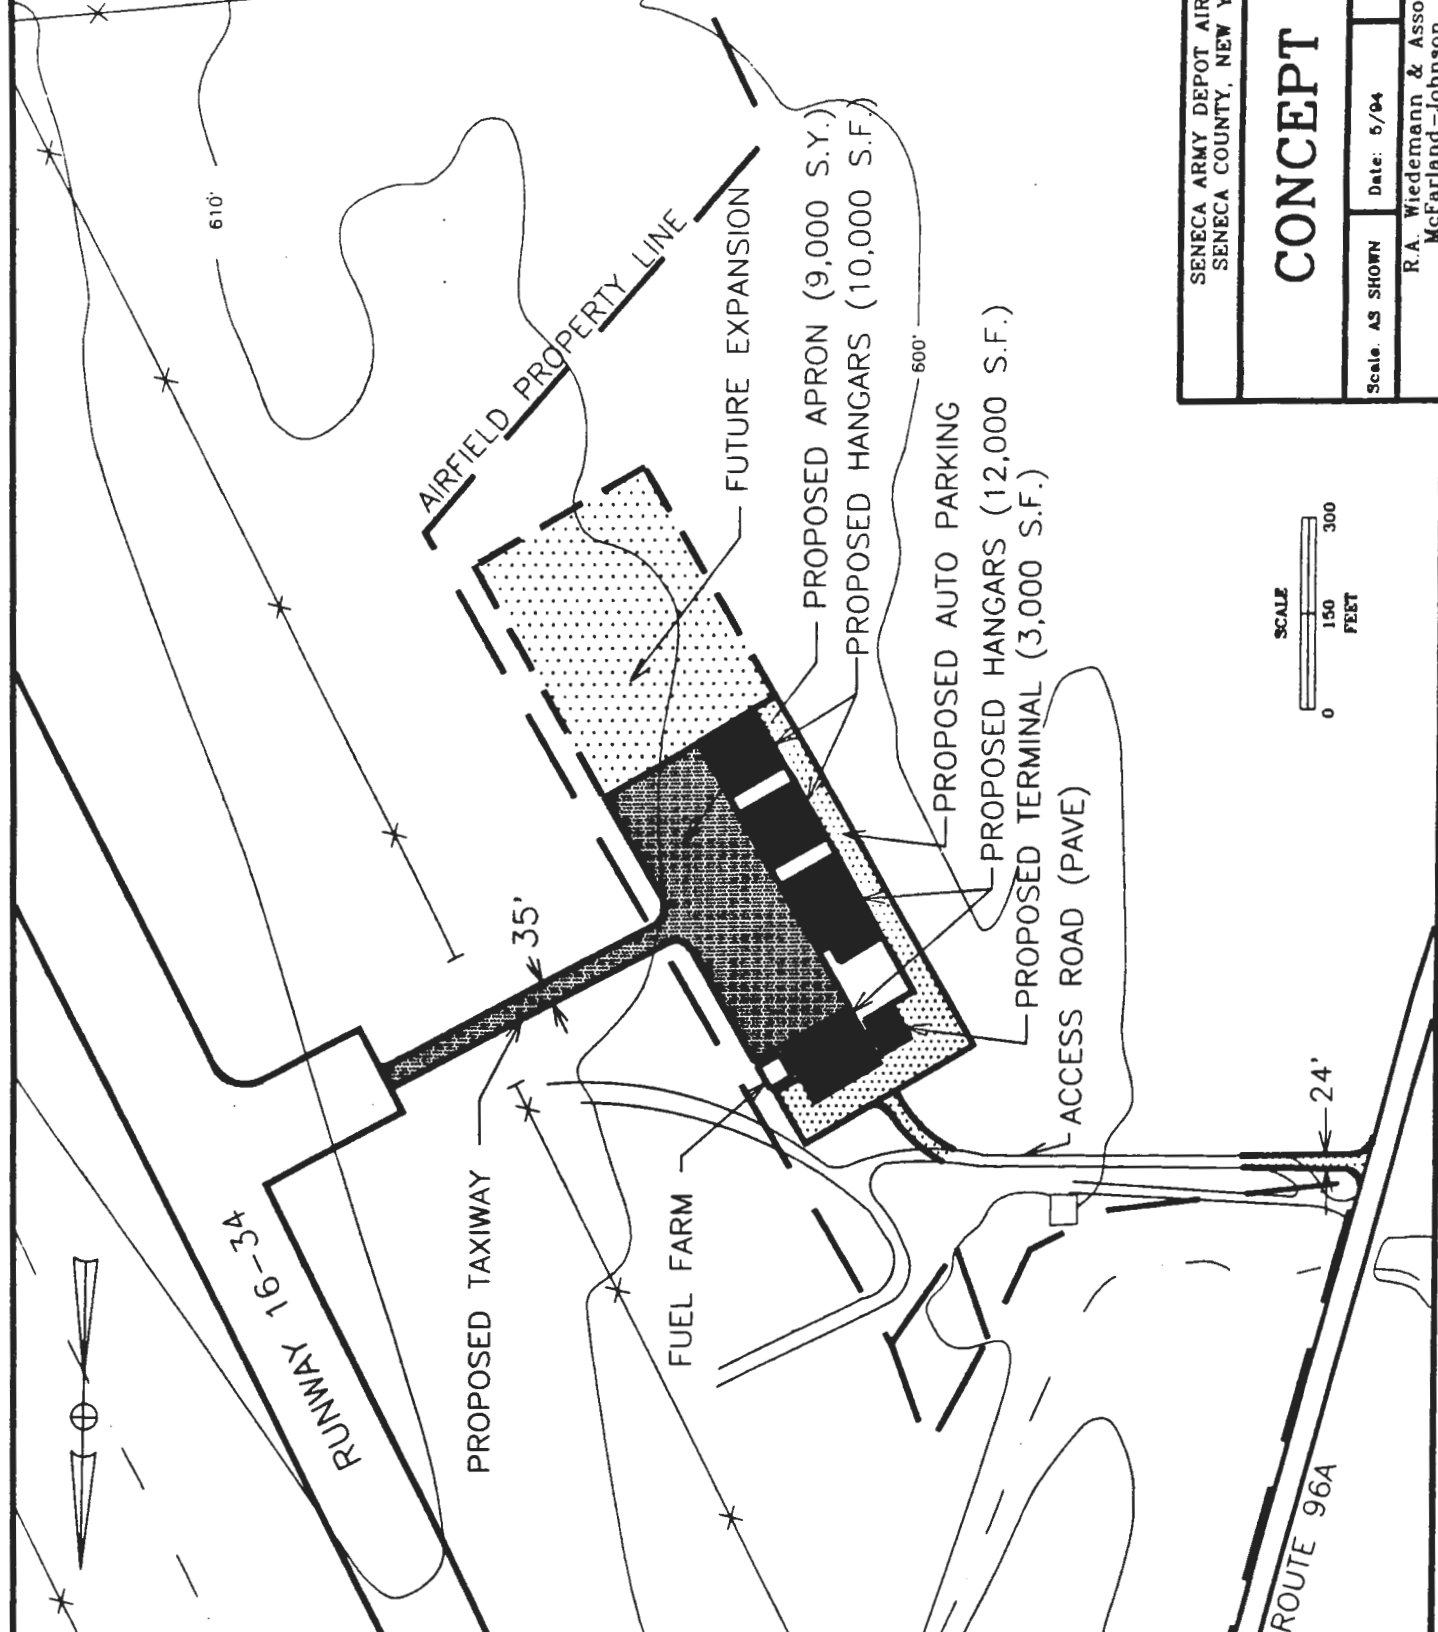 610'
AIRFIELD PROPERTY LINE
FUTURE EXPANSION
PROPOSED APRON (9,000 S.Y.)
PROPOSED HANGARS (10,000 S.F.)
600'
PROPOSED AUTO PARKING
PROPOSED HANGARS (12,000 S.F.)
PROPOSED TERMINAL (3,000 S.F.)
ACCESS ROAD (PAVE)
35'
24'
RUNWAY 16-34
PROPOSED TAXIWAY
FUEL FARM
ROUTE 96A
SCALE
0 150 300
FEET
SENECA ARMY DEPOT AIR
SENECA COUNTY, NEW Y
CONCEPT
Scale. AS SHOWN Date: 5/94
R.A. Wiedemann & Asso
McFarland-Johnson